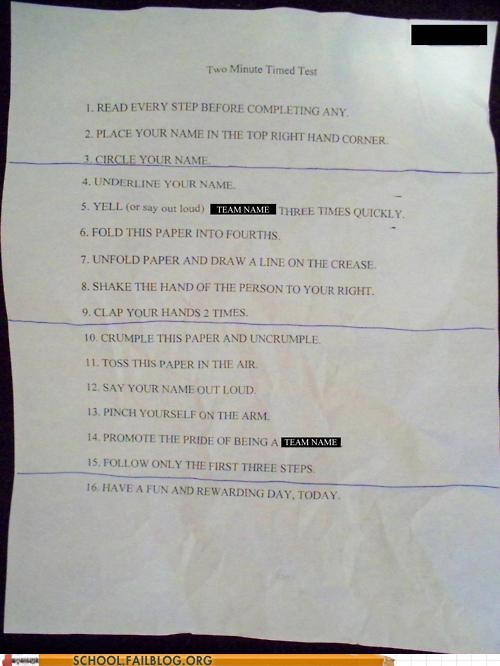 Two Minute Timed Test
1. READ EVERY STEP BEFORE COMPLETING ANY.
2. PLACE YOUR NAME IN THE TOP RIGHT HAND CORNER.
3. CIRCLE YOUR NAME.
4. UNDERLINE YOUR NAME.
5. YELL (or say out loud) TEAM NAME THREE TIMES QUICKLY.
6. FOLD THIS PAPER INTO FOURTHS.
7. UNFOLD PAPER AND DRAW A LINE ON THE CREASE.
8. SHAKE THE HAND OF THE PERSON TO YOUR RIGHT.
9. CLAP YOUR HANDS 2 TIMES.
10. CRUMPLE THIS PAPER AND UNCRUMPLE.
11. TOSS THIS PAPER IN THE AIR.
12. SAY YOUR NAME OUT LOUD.
13. PINCH YOURSELF ON THE ARM.
14. PROMOTE THE PRIDE OF BEING A TEAM NAME
15. FOLLOW ONLY THE FIRST THREE STEPS.
16. HAVE A FUN AND REWARDING DAY, TODAY.
SCHOOL.FAILBLOG.ORG